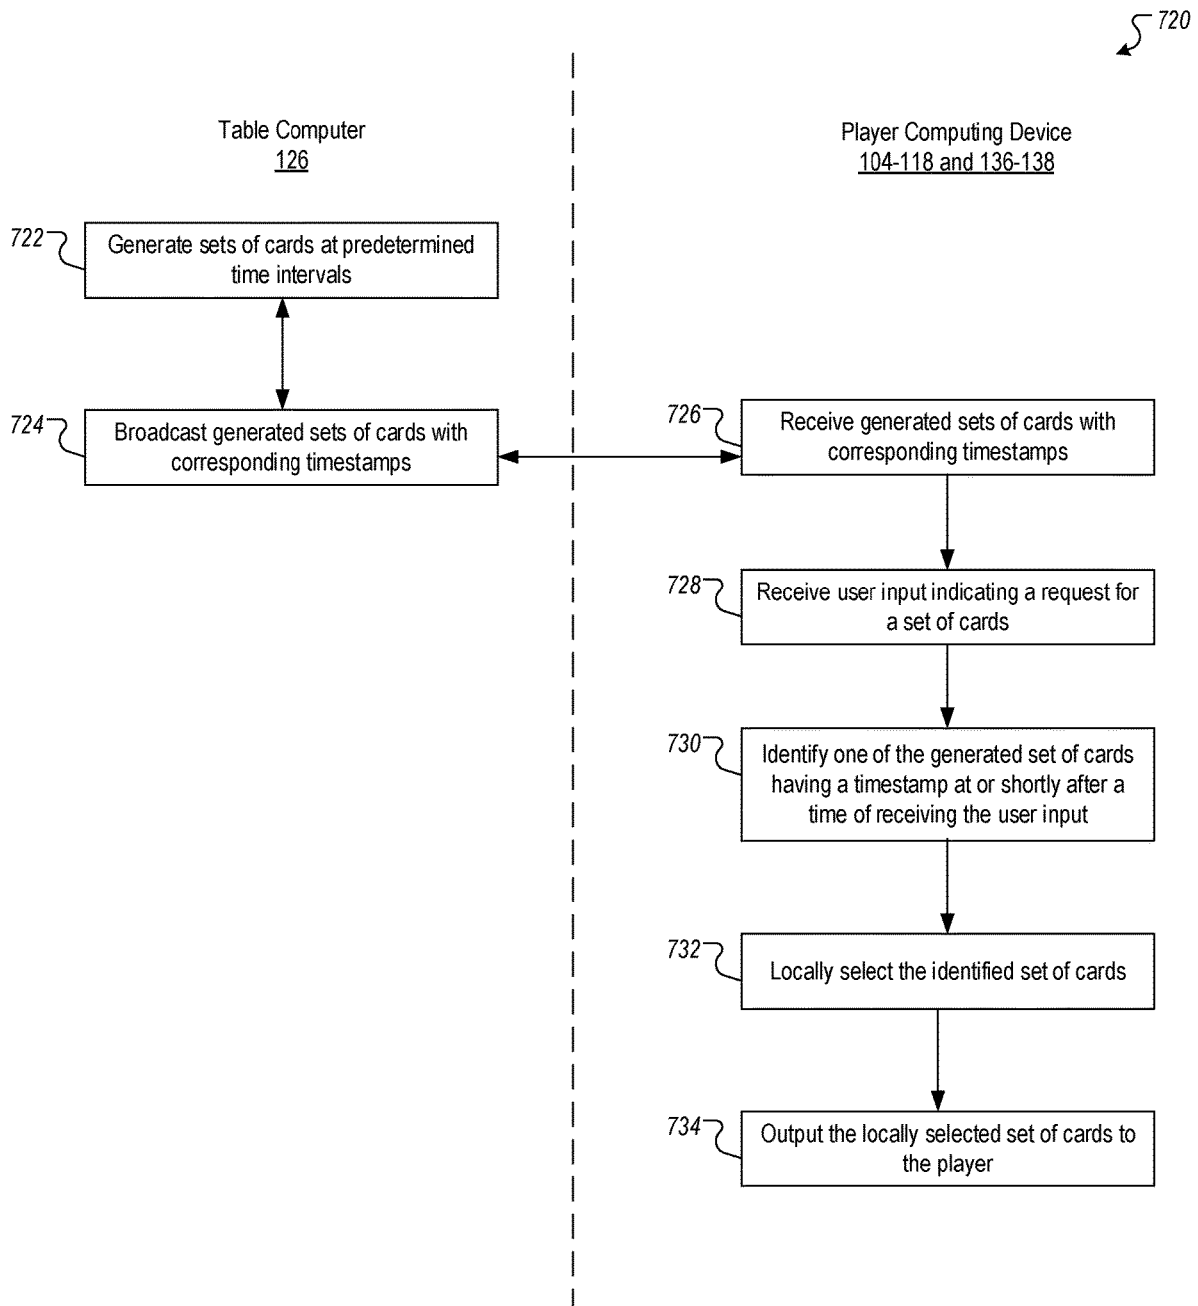 720
Table Computer
126
Player Computing Device
104-118 and 136-138
722
Generate sets of cards at predetermined
time intervals
724
Broadcast generated sets of cards with
corresponding timestamps
726
Receive generated sets of cards with
corresponding timestamps
728
Receive user input indicating a request for
a set of cards
730
Identify one of the generated set of cards
having a timestamp at or shortly after a
time of receiving the user input
732
Locally select the identified set of cards
734
Output the locally selected set of cards to
the player